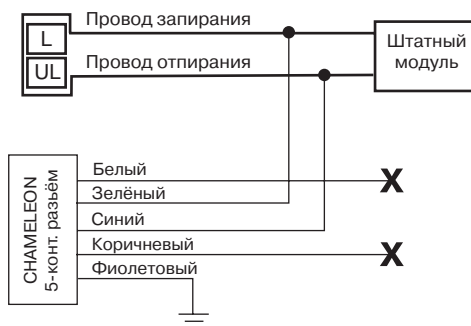 L
Провод запирания
UL
Провод отпирания
Штатный
модуль
CHAMELEON
5-конт. разъём
Белый
X
Зелёный
Синий
Коричневый
X
Фиолетовый